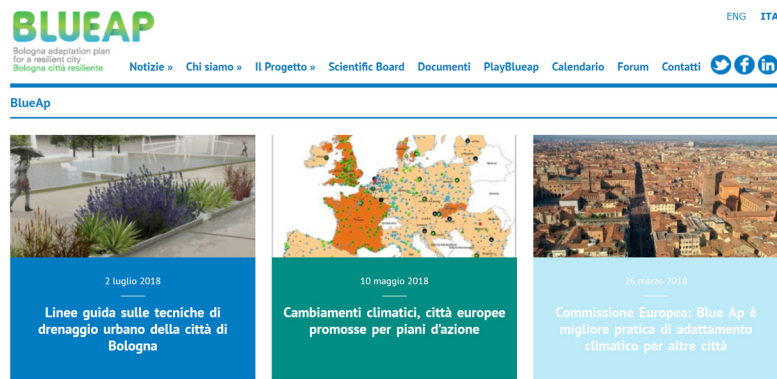 ENG ITA
BLUEAP
Bologna adaptation plan
for a resilient city
Bologna città resiliente
Notizie » Chi siamo » Il Progetto » Scientific Board Documenti PlayBlueap Calendario Forum Contatti
BlueAp
2 luglio 2018
Linee guida sulle tecniche di
drenaggio urbano della città di
Bologna
10 maggio 2018
Cambiamenti climatici, città europee
promosse per piani d'azione
26 marzo 2018
Commissione Europea: Blue Ap è
migliore pratica di adattamento
climatico per altre città